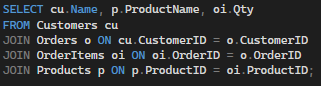 SELECT cu.Name, p.ProductName, oi.Qty
FROM Customers cu
JOIN Orders o ON cu.CustomerID = o.CustomerID
JOIN OrderItems oi ON oi.OrderID = o.OrderID
JOIN Products p ON p.ProductID = oi.ProductID;